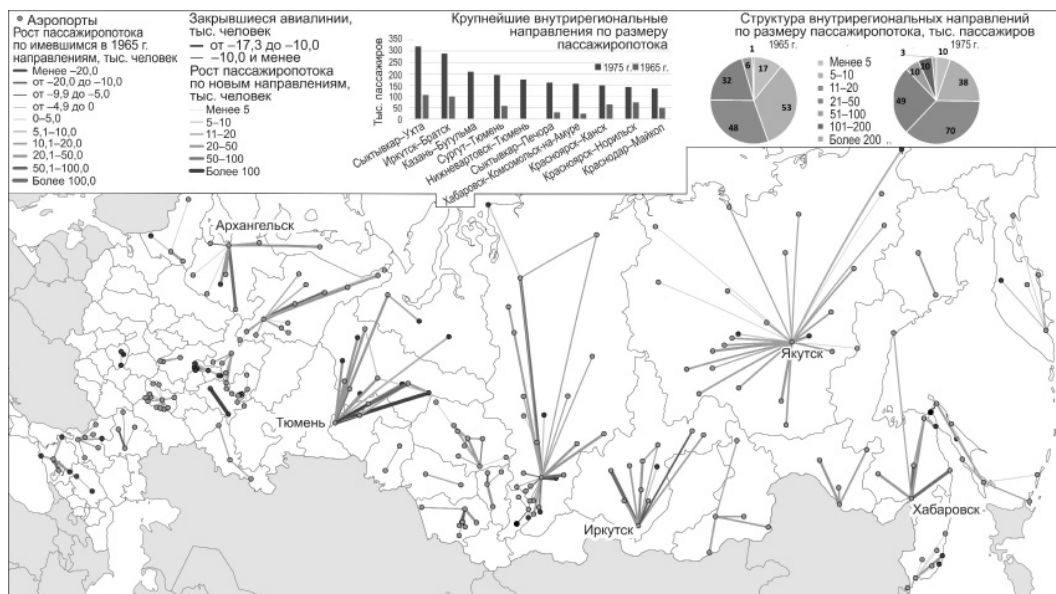 Аэропорты
Рост пассажиропотока
по имевшимся в 1965 г.
направлениям, тыс. человек
Менее –20,0
от –20,0 до –10,0
от –9,9 до –5,0
от –4,9 до 0
0–5,0
5,1–10,0
10,1–20,0
20,1–50,0
50,1–100,0
Более 100,0
Закрывшиеся авиалинии,
тыс. человек
от –17,3 до –10,0
–10,0 и менее
Рост пассажиропотока
по новым направлениям,
тыс. человек
Менее 5
5–10
11–20
20–50
50–100
Более 100
Крупнейшие внутрирегиональные
направления по размеру
пассажиропотока
Тыс. пассажиров
350
300
250
200
150
100
50
0
1975 г.
1965 г.
Сыктывкар–Ухта
Иркутск–Братск
Казань–Бугульма
Сургут–Тюмень
Нижневартовск–Тюмень
Сыктывкар–Печора
Хабаровск–Комсомольск-на-Амуре
Красноярск–Канск
Красноярск–Норильск
Краснодар–Майкоп
Структура внутрирегиональных направлений
по размеру пассажиропотока, тыс. пассажиров
1965 г.
1
6
17
32
53
48
Менее 5
5–10
11–20
21–50
51–100
101–200
Более 200
1975 г.
3
10
10
10
38
49
70
Архангельск
Тюмень
Якутск
Иркутск
Хабаровск